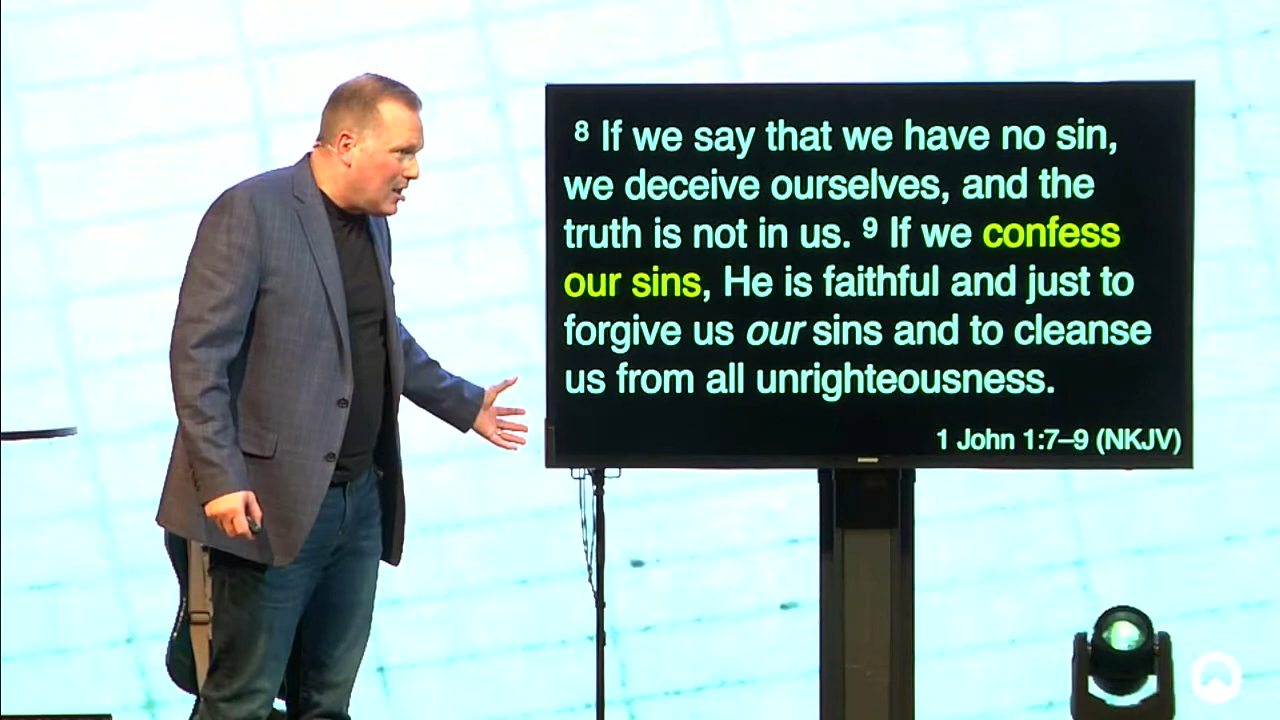 ⁸ If we say that we have no sin,
we deceive ourselves, and the
truth is not in us. ⁹ If we confess
our sins, He is faithful and just to
forgive us our sins and to cleanse
us from all unrighteousness.
1 John 1:7–9 (NKJV)